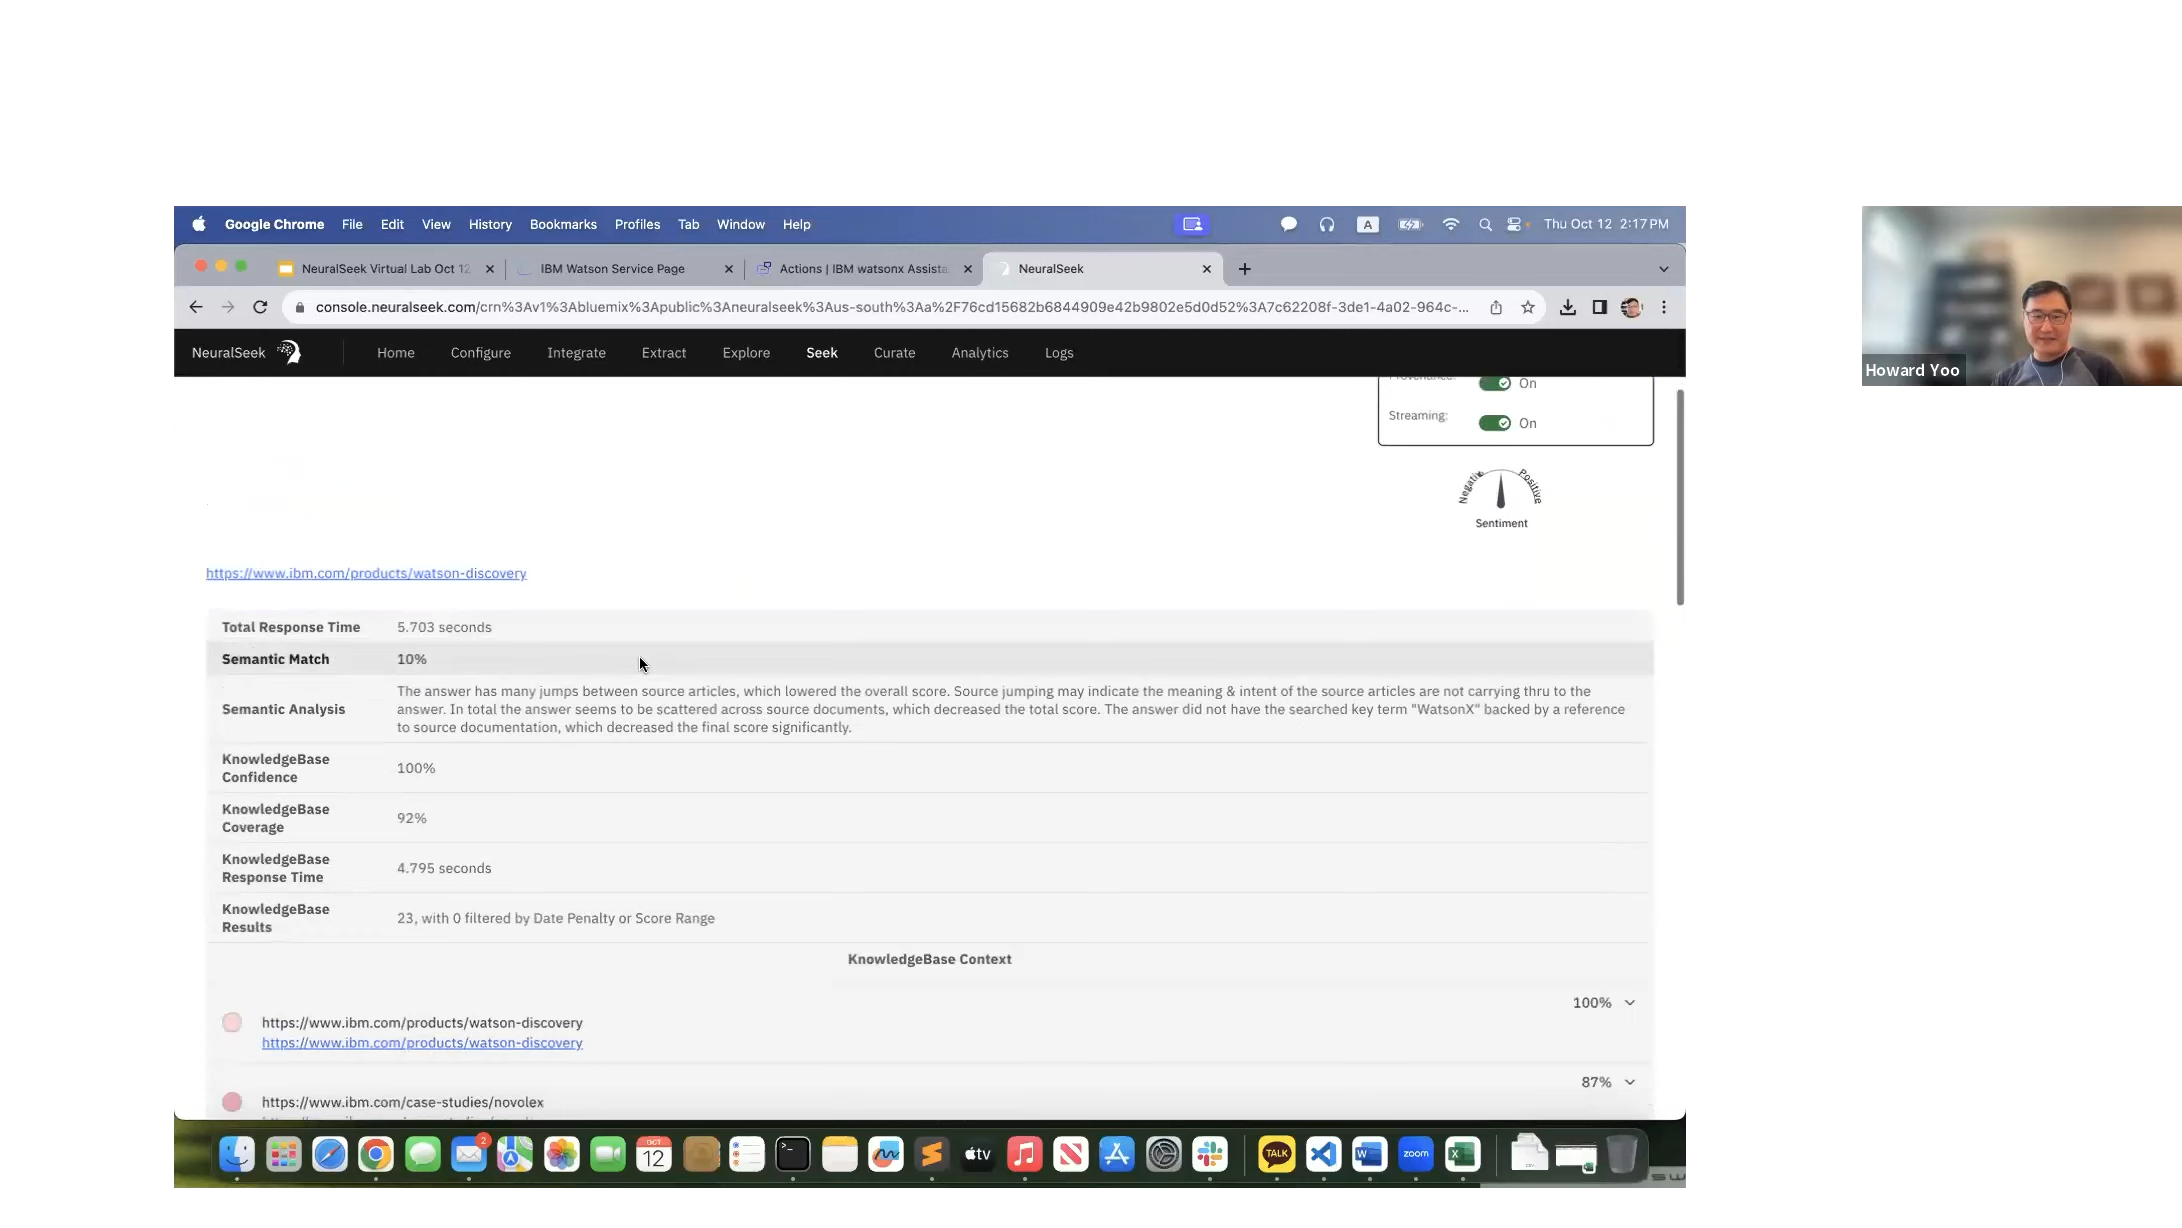 Google Chrome File Edit View History Bookmarks Profiles Tab Window Help A Thu Oct 12 2:17 PM
NeuralSeek Virtual Lab Oct 12 IBM Watson Service Page Actions | IBM watsonx Assista NeuralSeek
console.neuralseek.com/crn%3Av1%3Abluemix%3Apublic%3Aneuralseek%3Aus-south%3Aa%2F76cd15682b6844909e42b9802e5d0d52%3A7c62208f-3de1-4a02-964c-...
NeuralSeek Home Configure Integrate Extract Explore Seek Curate Analytics Logs
Howard Yoo
On
Streaming: On
Negative Positive
Sentiment
https://www.ibm.com/products/watson-discovery
Total Response Time 5.703 seconds
Semantic Match 10%
Semantic Analysis
The answer has many jumps between source articles, which lowered the overall score. Source jumping may indicate the meaning & intent of the source articles are not carrying thru to the
answer. In total the answer seems to be scattered across source documents, which decreased the total score. The answer did not have the searched key term "WatsonX" backed by a reference
to source documentation, which decreased the final score significantly.
KnowledgeBase
Confidence
100%
KnowledgeBase
Coverage
92%
KnowledgeBase
Response Time
4.795 seconds
KnowledgeBase
Results
23, with 0 filtered by Date Penalty or Score Range
KnowledgeBase Context
100%
https://www.ibm.com/products/watson-discovery
https://www.ibm.com/products/watson-discovery
87%
https://www.ibm.com/case-studies/novolex
2
OCT
12
tv
TALK
zoom